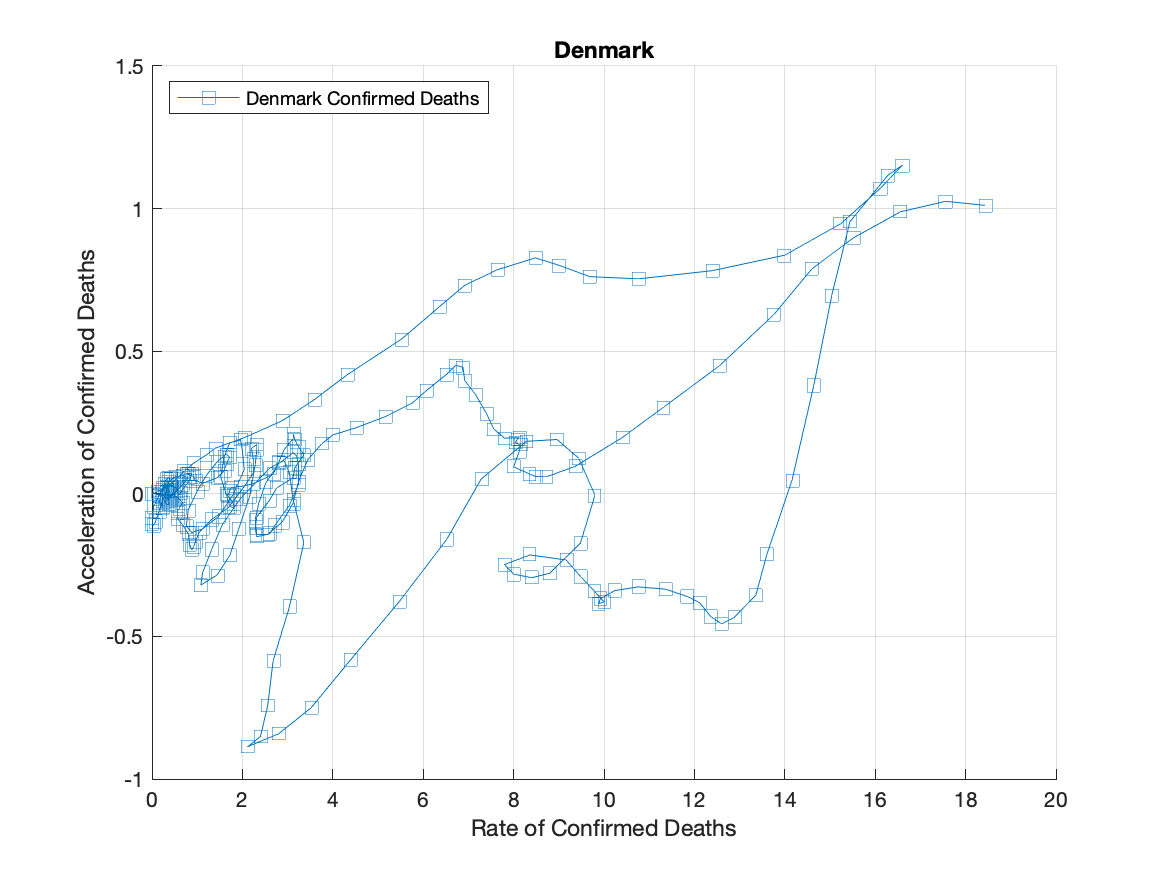 Denmark
1.5
Denmark Confirmed Deaths
1
0.5
0
-0.5
-1
Acceleration of Confirmed Deaths
0 2 4 6 8 10 12 14 16 18 20
Rate of Confirmed Deaths